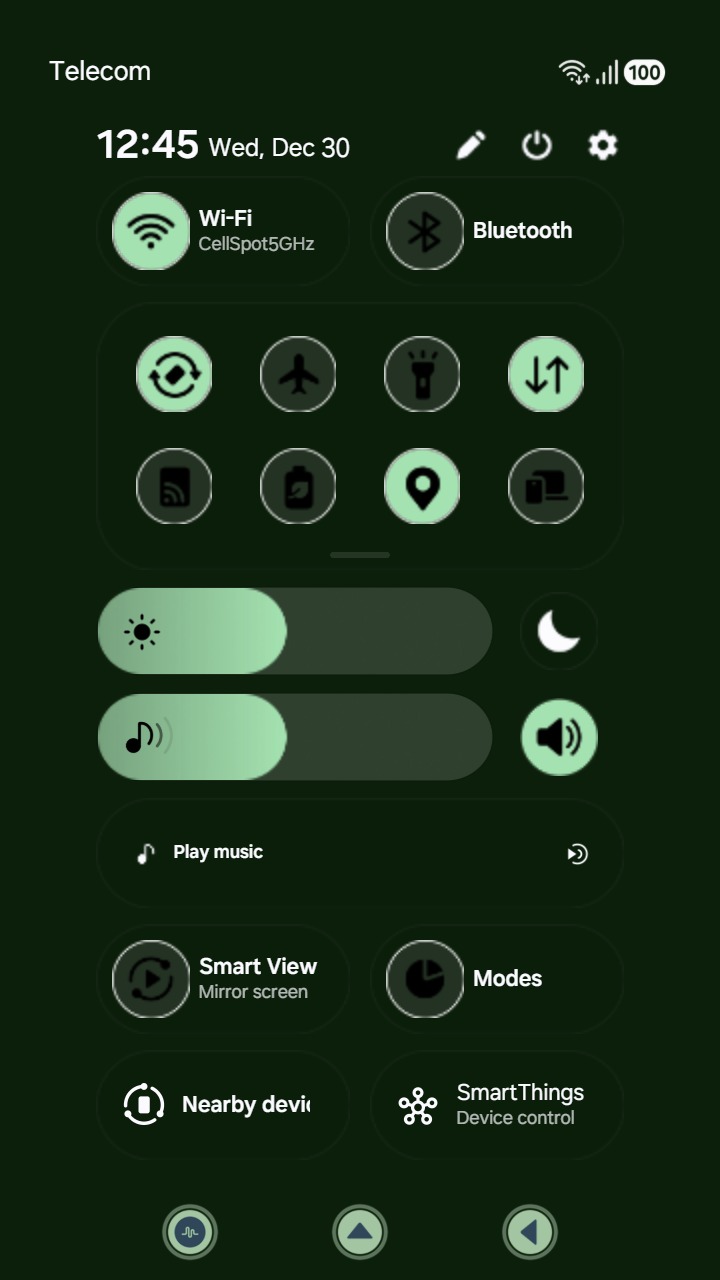 Telecom
100
12:45 Wed, Dec 30
Wi-Fi
CellSpot5GHz
Bluetooth
Play music
Smart View
Mirror screen
Modes
Nearby devi
SmartThings
Device control